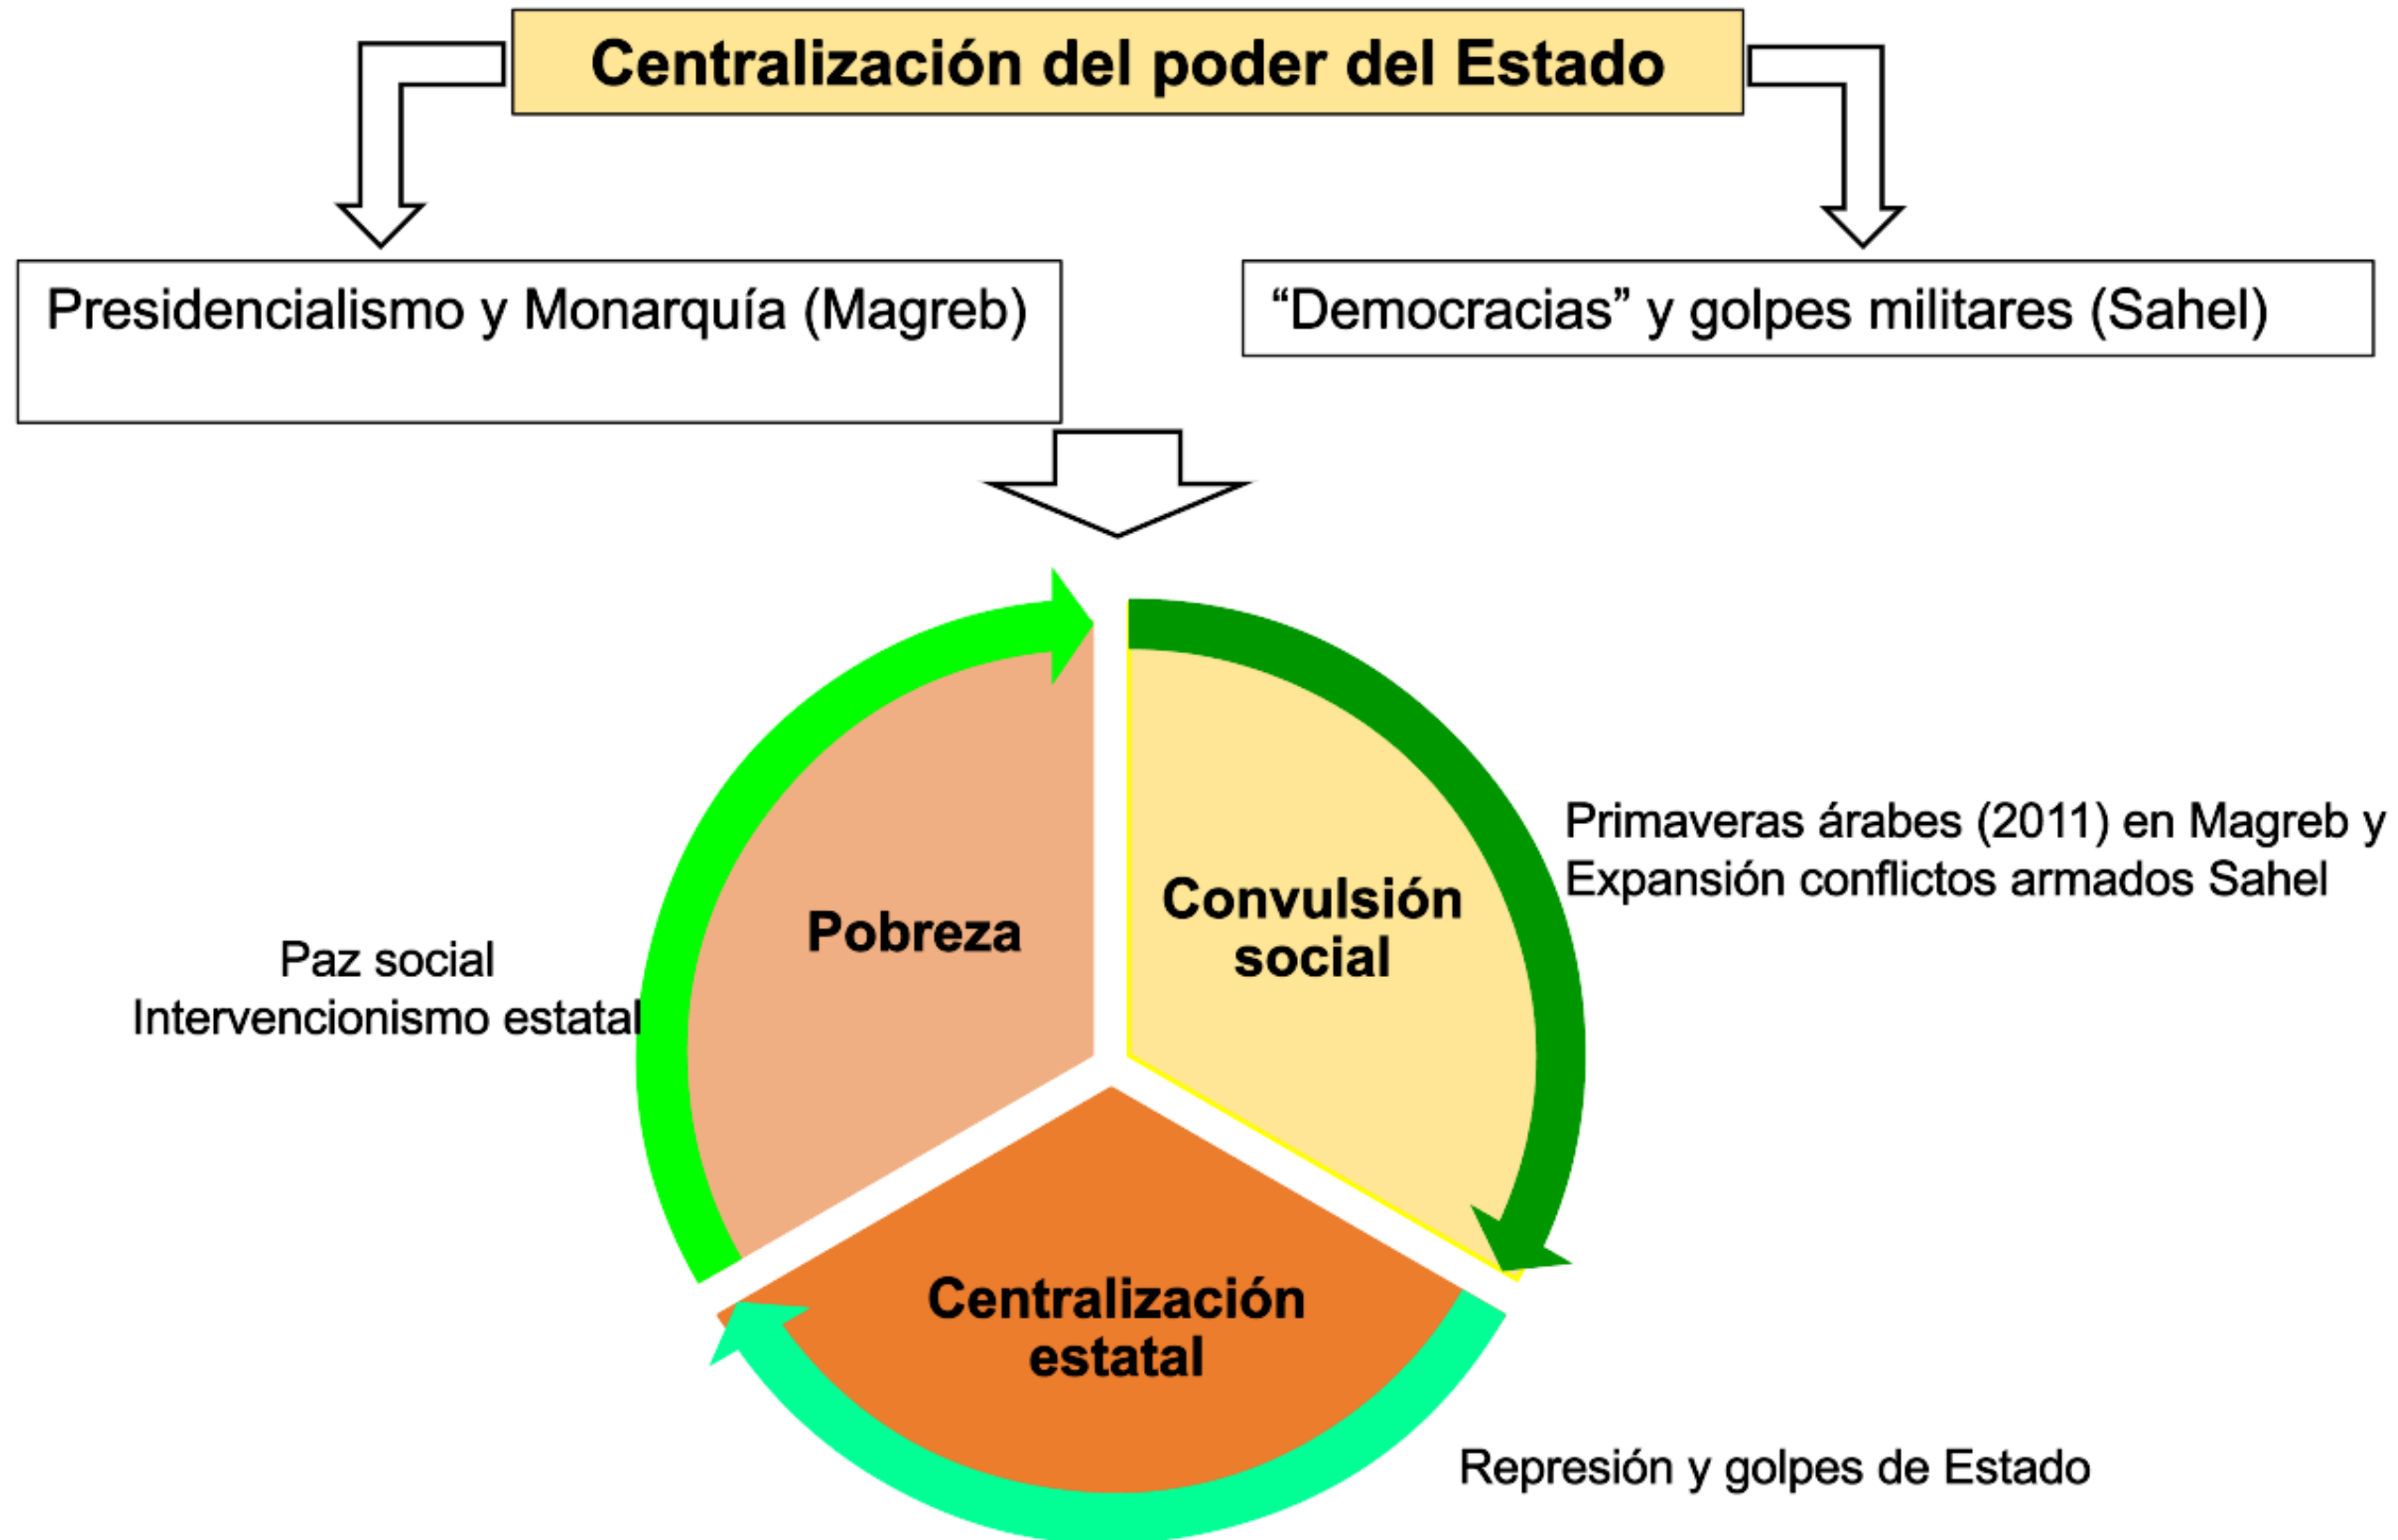 Centralización del poder del Estado
Presidencialismo y Monarquía (Magreb)
“Democracias” y golpes militares (Sahel)
Pobreza
Convulsión
social
Primaveras árabes (2011) en Magreb y
Expansión conflictos armados Sahel
Paz social
Intervencionismo estatal
Centralización
estatal
Represión y golpes de Estado